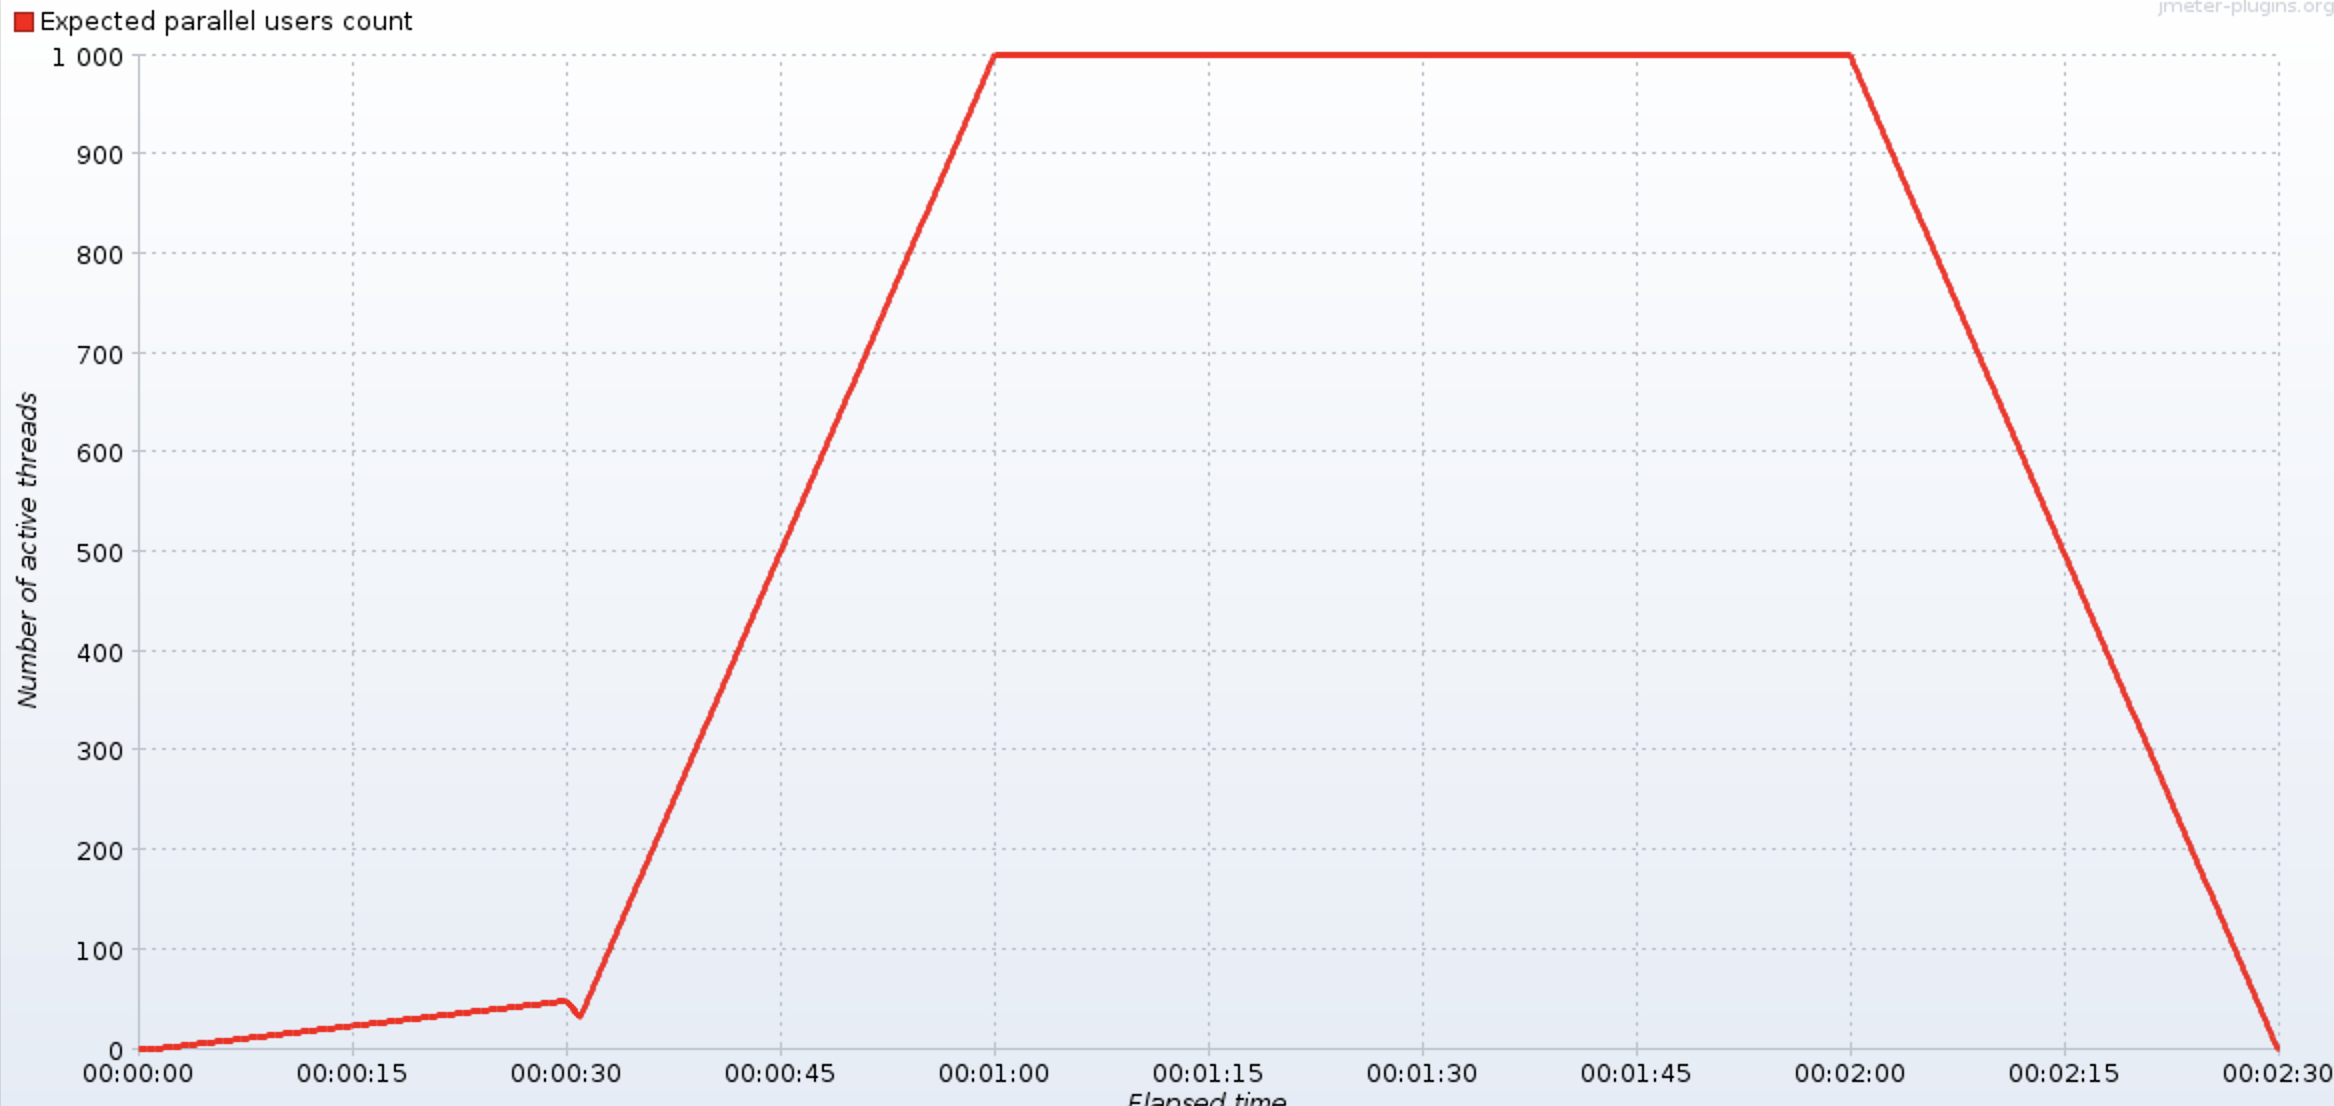 jmeter-plugins.org
Expected parallel users count
1 000
900
800
700
600
500
400
300
200
100
0
Number of active threads
00:00:00 00:00:15 00:00:30 00:00:45 00:01:00 00:01:15 00:01:30 00:01:45 00:02:00 00:02:15 00:02:30
Elapsed time